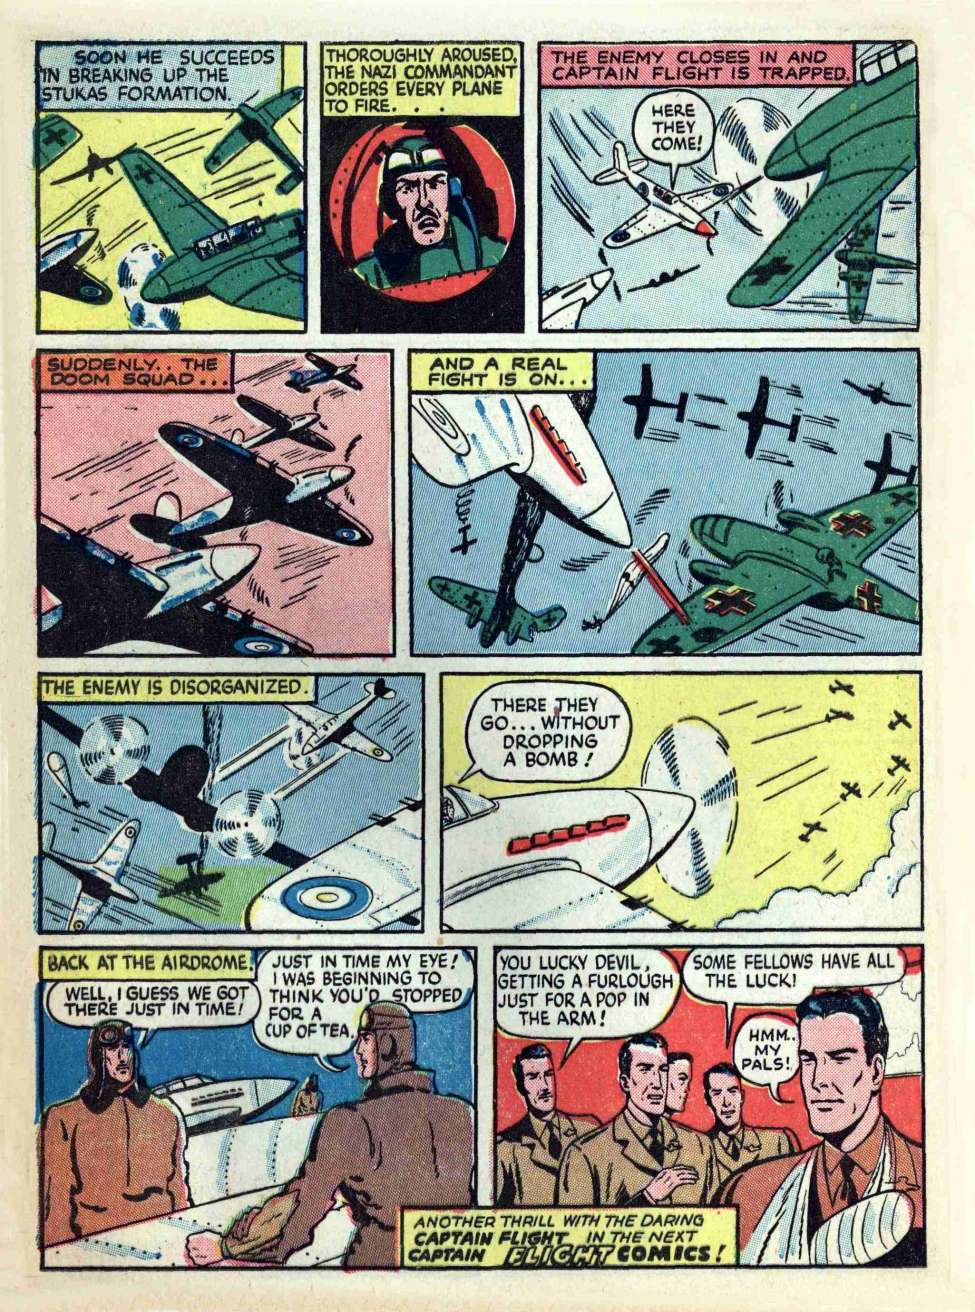 SOON HE SUCCEEDS
IN BREAKING UP THE
STUKAS FORMATION.
THOROUGHLY AROUSED,
THE NAZI COMMANDANT
ORDERS EVERY PLANE
TO FIRE. . .
THE ENEMY CLOSES IN AND
CAPTAIN FLIGHT IS TRAPPED.
HERE
THEY
COME!
SUDDENLY.. THE
DOOM SQUAD...
AND A REAL
FIGHT IS ON...
THE ENEMY IS DISORGANIZED.
THERE THEY
GO... WITHOUT
DROPPING
A BOMB!
BACK AT THE AIRDROME.
WELL, I GUESS WE GOT
THERE JUST IN TIME!
JUST IN TIME MY EYE!
I WAS BEGINNING TO
THINK YOU'D STOPPED
FOR A
CUP OF TEA.
YOU LUCKY DEVIL,
GETTING A FURLOUGH
JUST FOR A POP IN
THE ARM!
SOME FELLOWS HAVE ALL
THE LUCK!
HMM..
MY
PALS!
ANOTHER THRILL WITH THE DARING
CAPTAIN FLIGHT IN THE NEXT
CAPTAIN FLIGHT COMICS!